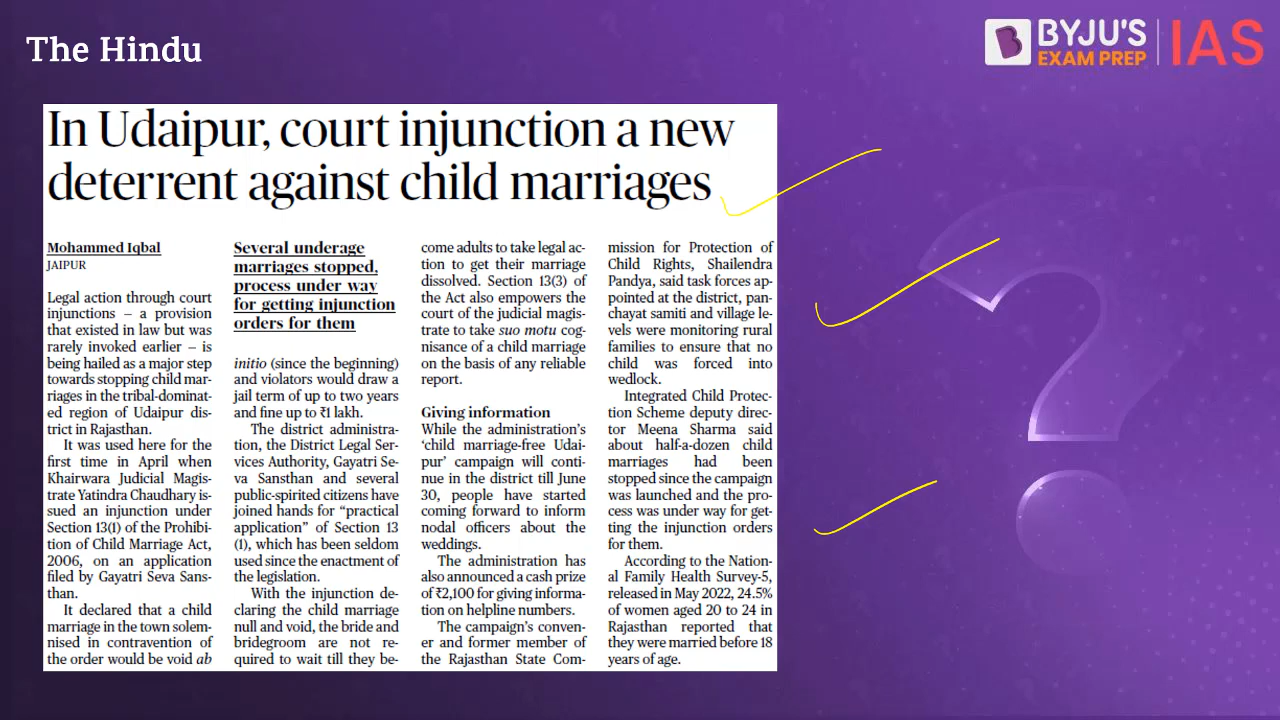 The Hindu
BYJU'S
EXAM PREP
IAS
In Udaipur, court injunction a new
deterrent against child marriages
Mohammed Iqbal
JAIPUR
Legal action through court
injunctions – a provision
that existed in law but was
rarely invoked earlier – is
being hailed as a major step
towards stopping child mar-
riages in the tribal-dominat-
ed region of Udaipur dis-
trict in Rajasthan.
It was used here for the
first time in April when
Khairwara Judicial Magis-
trate Yatindra Chaudhary is-
sued an injunction under
Section 13(1) of the Prohibi-
tion of Child Marriage Act,
2006, on an application
filed by Gayatri Seva Sans-
than.
It declared that a child
marriage in the town solem-
nised in contravention of
the order would be void ab
Several underage
marriages stopped,
process under way
for getting injunction
orders for them
initio (since the beginning)
and violators would draw a
jail term of up to two years
and fine up to ₹1 lakh.
The district administra-
tion, the District Legal Ser-
vices Authority, Gayatri Se-
va Sansthan and several
public-spirited citizens have
joined hands for “practical
application” of Section 13
(1), which has been seldom
used since the enactment of
the legislation.
With the injunction de-
claring the child marriage
null and void, the bride and
bridegroom are not re-
quired to wait till they be-
come adults to take legal ac-
tion to get their marriage
dissolved. Section 13(3) of
the Act also empowers the
court of the judicial magis-
trate to take suo motu cog-
nisance of a child marriage
on the basis of any reliable
report.
Giving information
While the administration's
‘child marriage-free Udai-
pur’ campaign will conti-
nue in the district till June
30, people have started
coming forward to inform
nodal officers about the
weddings.
The administration has
also announced a cash prize
of ₹2,100 for giving informa-
tion on helpline numbers.
The campaign's conven-
er and former member of
the Rajasthan State Com-
mission for Protection of
Child Rights, Shailendra
Pandya, said task forces ap-
pointed at the district, pan-
chayat samiti and village le-
vels were monitoring rural
families to ensure that no
child was forced into
wedlock.
Integrated Child Protec-
tion Scheme deputy direc-
tor Meena Sharma said
about half-a-dozen child
marriages had been
stopped since the campaign
was launched and the pro-
cess was under way for get-
ting the injunction orders
for them.
According to the Nation-
al Family Health Survey-5,
released in May 2022, 24.5%
of women aged 20 to 24 in
Rajasthan reported that
they were married before 18
years of age.